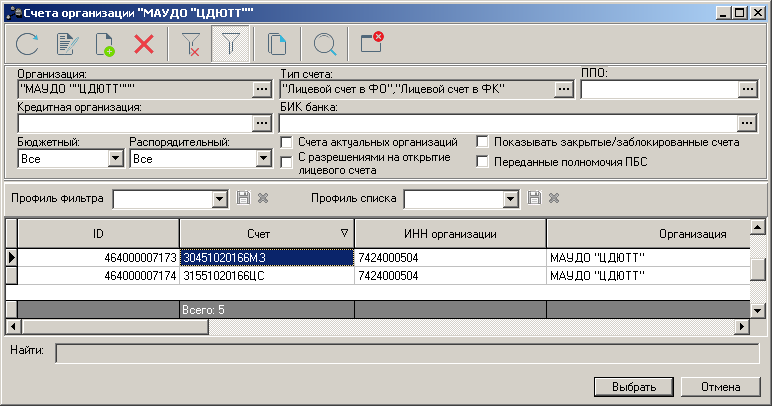 Счета организации "МАУДО "ЦДЮТТ""
Организация: Тип счета: ППО:
"МАУДО ""ЦДЮТТ""" ... "Лицевой счет в ФО","Лицевой счет в ФК" ... ...
Кредитная организация: БИК банка:
... ...
Бюджетный: Распорядительный: Счета актуальных организаций Показывать закрытые/заблокированные счета
Все Все С разрешениями на открытие лицевого счета Переданные полномочия ПБС
Профиль фильтра Профиль списка
ID Счет ИНН организации Организация
464000007173 30451020166МЗ 7424000504 МАУДО "ЦДЮТТ"
464000007174 31551020166ЦС 7424000504 МАУДО "ЦДЮТТ"
Всего: 5
Найти:
Выбрать Отмена